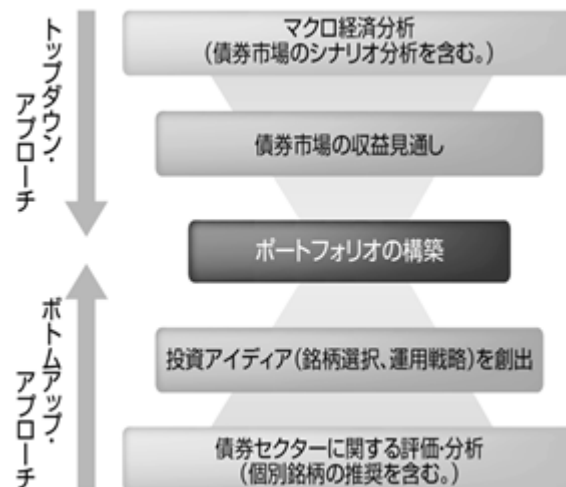 トップダウン・
アプローチ
マクロ経済分析
(債券市場のシナリオ分析を含む。)
債券市場の収益見通し
ポートフォリオの構築
ボトムアップ・
アプローチ
投資アイディア(銘柄選択、運用戦略)を創出
債券セクターに関する評価・分析
(個別銘柄の推奨を含む。)